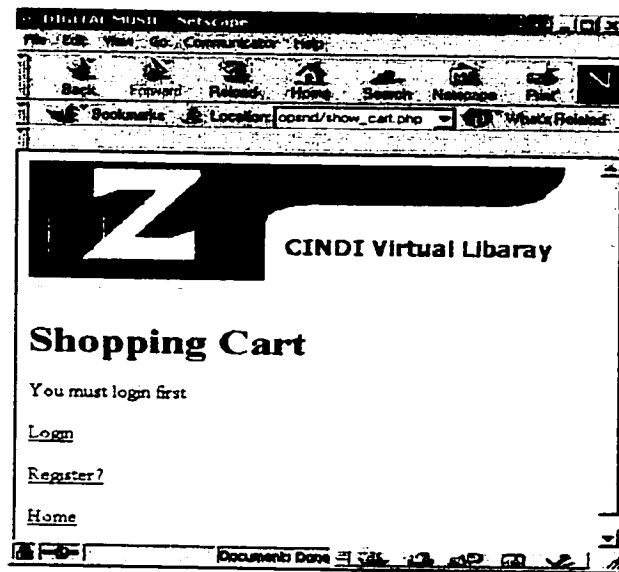 DIGITAL MUSIC - Netscape
File Edit View Go Communicator Help
Back Forward Reload Home Search Netscape Print N
Bookmarks Location: opsnd/show_cart.php What's Related
Z
CINDI Virtual Libaray
Shopping Cart
You must login first
Login
Register?
Home
Document: Done